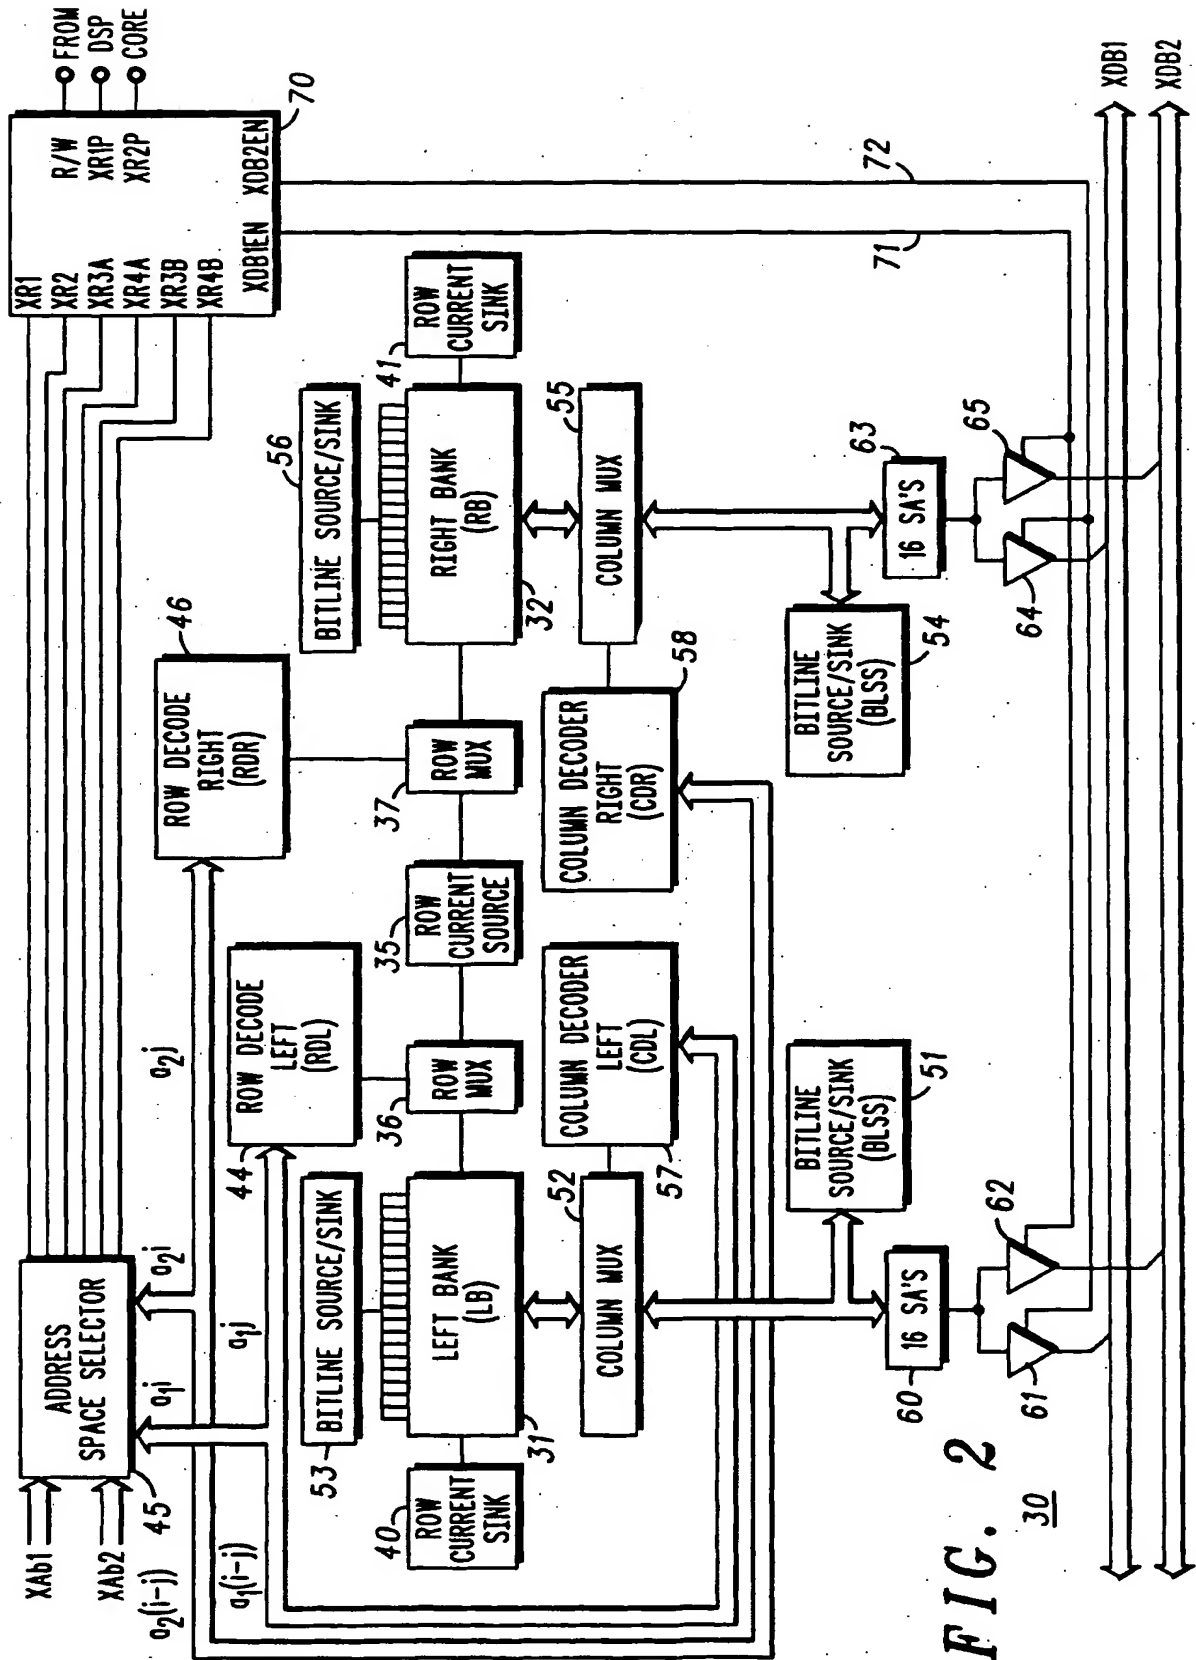 XAb1
XAb2
ADDRESS
SPACE SELECTOR
45
XR1
XR2
XR3A
XR4A
XR3B
XR4B
R/W
XR1P
XR2P
XDB1EN
XDB2EN
FROM
DSP
CORE
70
a2(i-j)
a1(i-j)
a1i
a2i
a1j
a2j
ROW DECODE
LEFT
(RDL)
44
ROW DECODE
RIGHT
(RDR)
46
BITLINE SOURCE/SINK
53
BITLINE SOURCE/SINK
56
ROW
CURRENT
SINK
40
LEFT BANK
(LB)
31
ROW
MUX
36
ROW
CURRENT
SOURCE
35
ROW
MUX
37
RIGHT BANK
(RB)
32
ROW
CURRENT
SINK
41
COLUMN MUX
52
COLUMN DECODER
LEFT
(CDL)
57
COLUMN DECODER
RIGHT
(CDR)
58
COLUMN MUX
55
71
72
BITLINE
SOURCE/SINK
(BLSS)
51
BITLINE
SOURCE/SINK
(BLSS)
54
16 SA'S
60
16 SA'S
63
61
62
64
65
XDB1
XDB2
FIG. 2
30